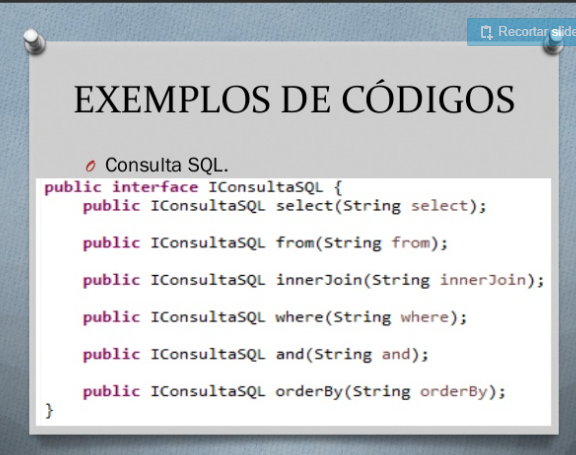 Recortar slide
EXEMPLOS DE CÓDIGOS
Consulta SQL.
public interface IConsultaSQL {
public IConsultaSQL select(String select);
public IConsultaSQL from(String from);
public IConsultaSQL innerJoin(String innerJoin);
public IConsultaSQL where(String where);
public IConsultaSQL and(String and);
public IConsultaSQL orderBy(String orderBy);
}